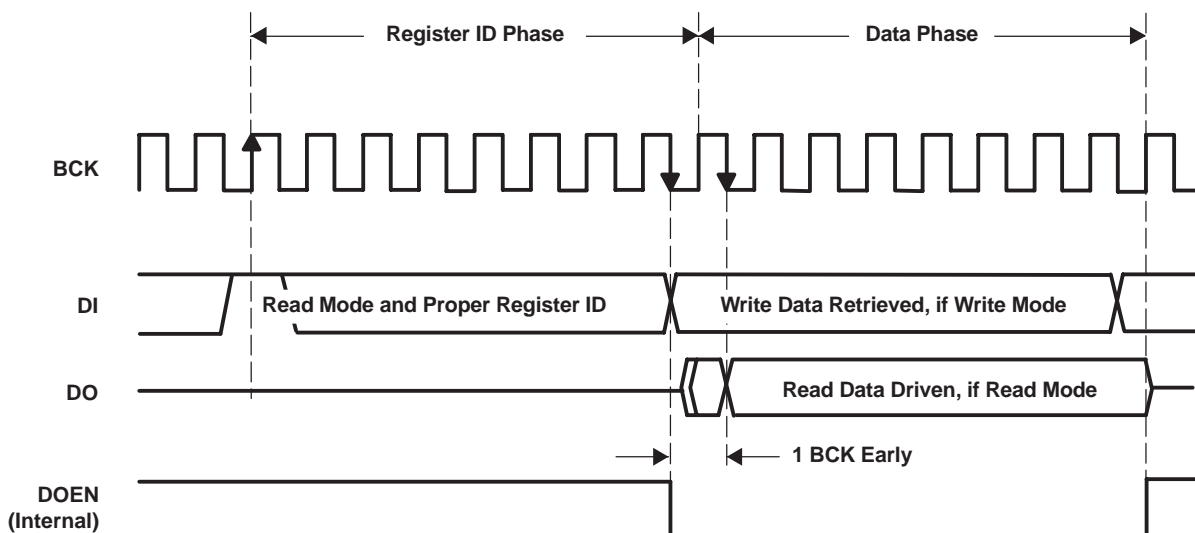 Register ID Phase
Data Phase
BCK
DI
Read Mode and Proper Register ID
Write Data Retrieved, if Write Mode
DO
Read Data Driven, if Read Mode
1 BCK Early
DOEN
(Internal)